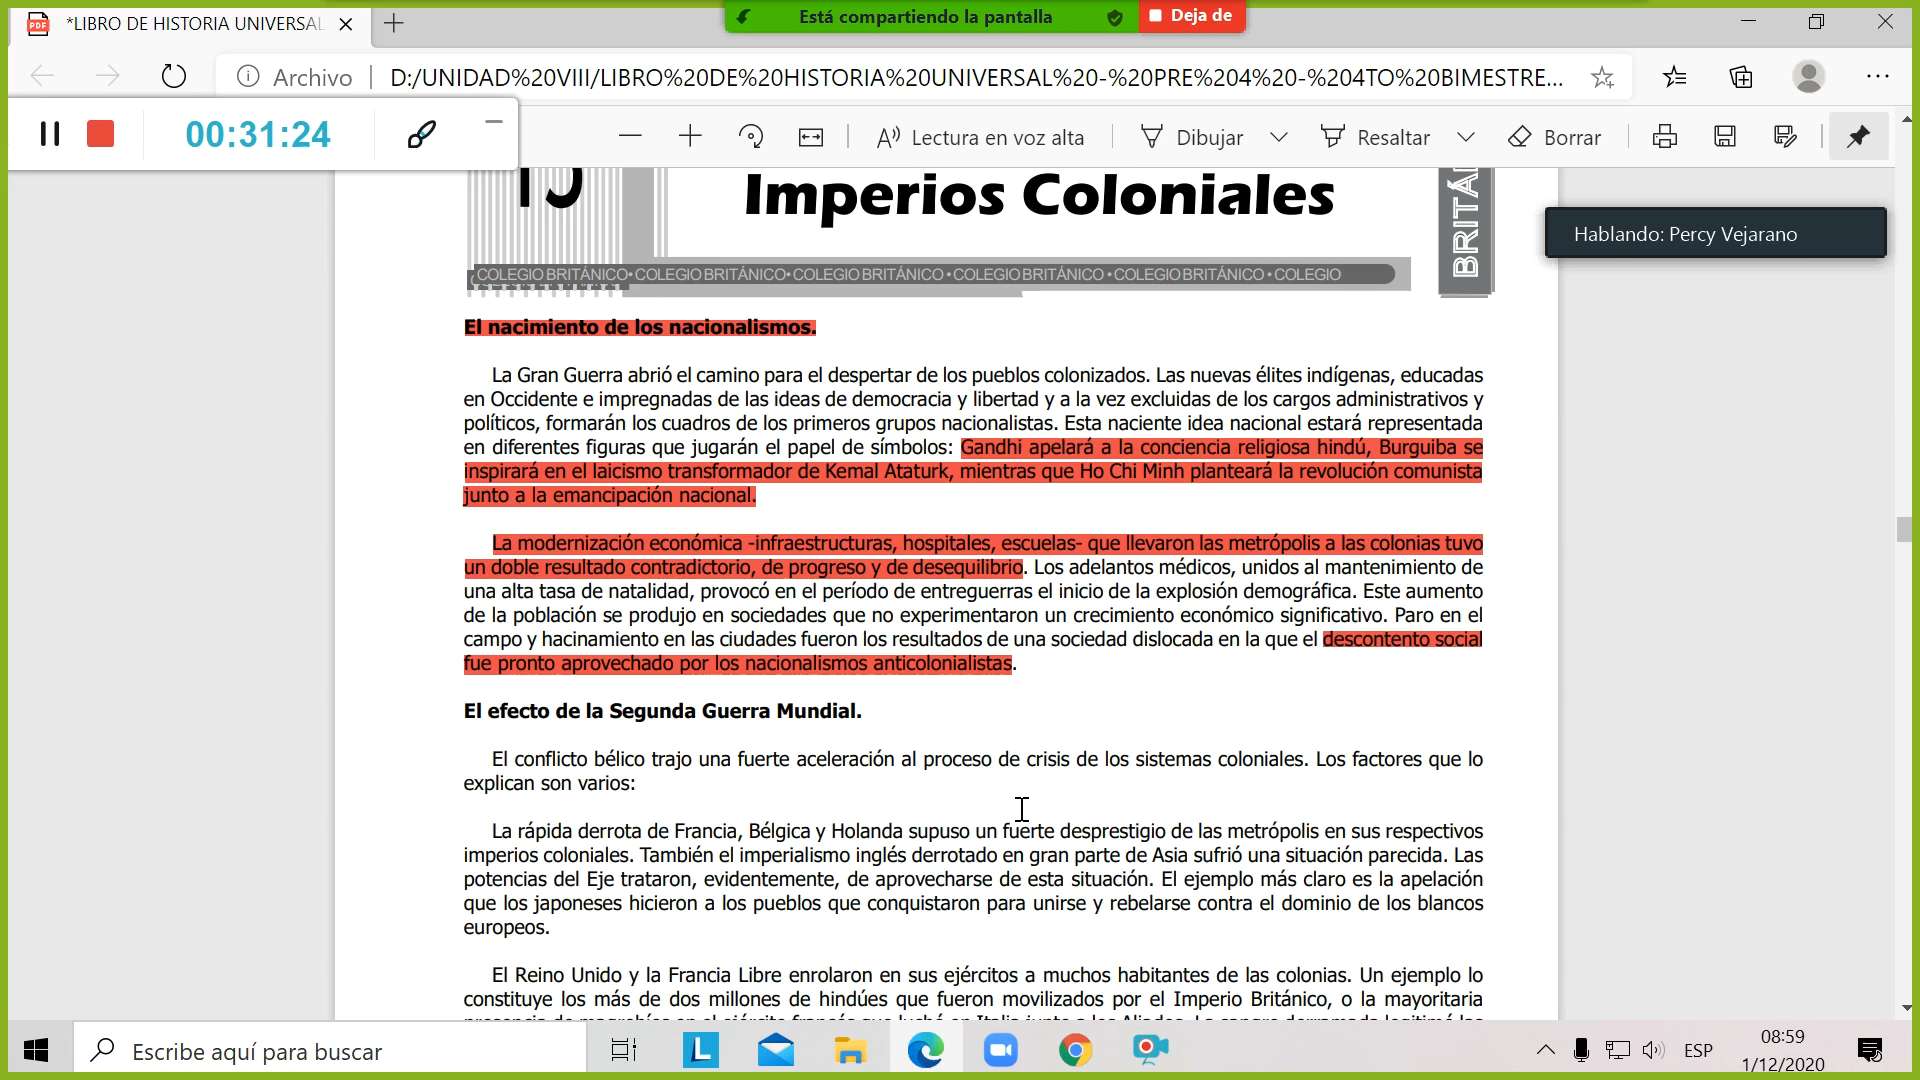 *LIBRO DE HISTORIA UNIVERSAL
Está compartiendo la pantalla
Deja de
Archivo
D:/UNIDAD%20VIII/LIBRO%20DE%20HISTORIA%20UNIVERSAL%20-%20PRE%204%20-%204TO%20BIMESTRE...
00:31:24
Lectura en voz alta
Dibujar
Resaltar
Borrar
Imperios Coloniales
Hablando: Percy Vejarano
COLEGIO BRITÁNICO• COLEGIO BRITÁNICO• COLEGIO BRITÁNICO • COLEGIO BRITÁNICO • COLEGIO BRITÁNICO • COLEGIO
El nacimiento de los nacionalismos.
La Gran Guerra abrió el camino para el despertar de los pueblos colonizados. Las nuevas élites indígenas, educadas
en Occidente e impregnadas de las ideas de democracia y libertad y a la vez excluidas de los cargos administrativos y
políticos, formarán los cuadros de los primeros grupos nacionalistas. Esta naciente idea nacional estará representada
en diferentes figuras que jugarán el papel de símbolos: Gandhi apelará a la conciencia religiosa hindú, Burguiba se
inspirará en el laicismo transformador de Kemal Ataturk, mientras que Ho Chi Minh planteará la revolución comunista
junto a la emancipación nacional.
La modernización económica -infraestructuras, hospitales, escuelas- que llevaron las metrópolis a las colonias tuvo
un doble resultado contradictorio, de progreso y de desequilibrio. Los adelantos médicos, unidos al mantenimiento de
una alta tasa de natalidad, provocó en el período de entreguerras el inicio de la explosión demográfica. Este aumento
de la población se produjo en sociedades que no experimentaron un crecimiento económico significativo. Paro en el
campo y hacinamiento en las ciudades fueron los resultados de una sociedad dislocada en la que el descontento social
fue pronto aprovechado por los nacionalismos anticolonialistas.
El efecto de la Segunda Guerra Mundial.
El conflicto bélico trajo una fuerte aceleración al proceso de crisis de los sistemas coloniales. Los factores que lo
explican son varios:
La rápida derrota de Francia, Bélgica y Holanda supuso un fuerte desprestigio de las metrópolis en sus respectivos
imperios coloniales. También el imperialismo inglés derrotado en gran parte de Asia sufrió una situación parecida. Las
potencias del Eje trataron, evidentemente, de aprovecharse de esta situación. El ejemplo más claro es la apelación
que los japoneses hicieron a los pueblos que conquistaron para unirse y rebelarse contra el dominio de los blancos
europeos.
El Reino Unido y la Francia Libre enrolaron en sus ejércitos a muchos habitantes de las colonias. Un ejemplo lo
constituye los más de dos millones de hindúes que fueron movilizados por el Imperio Británico, o la mayoritaria
Escribe aquí para buscar
ESP
08:59
1/12/2020